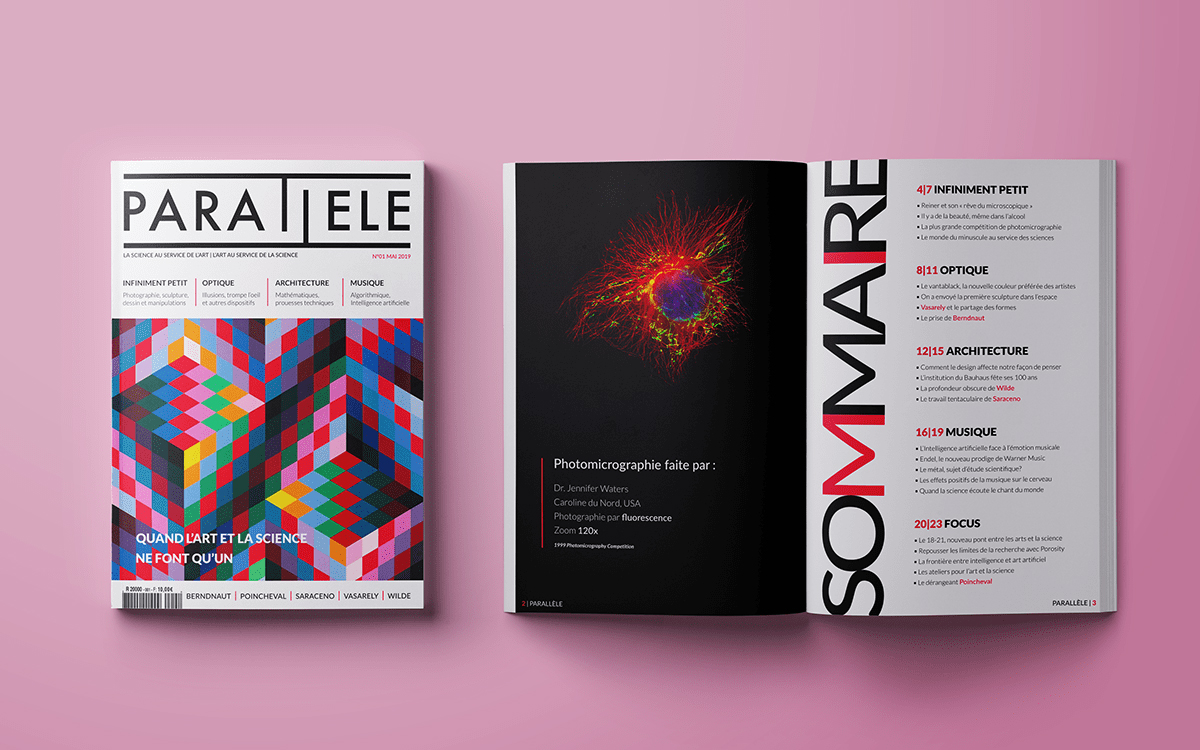 PARALLELE
LA SCIENCE AU SERVICE DE L'ART | L'ART AU SERVICE DE LA SCIENCE
N°01 MAI 2019
INFINIMENT PETIT
Photographie, sculpture,
dessin et manipulations
OPTIQUE
Illusions, trompe l'oeil
et autres dispositifs
ARCHITECTURE
Mathématiques,
prouesses techniques
MUSIQUE
Algorithmique,
Intelligence artificielle
QUAND L'ART ET LA SCIENCE
NE FONT QU'UN
R 20000 - 001 - F: 10,00€
BERNDNAUT | POINCHEVAL | SARACENO | VASARELY | WILDE
Photomicrographie faite par :
Dr. Jennifer Waters
Caroline du Nord, USA
Photographie par fluorescence
Zoom 120x
1999 Photomicrography Competition
2 | PARALLÈLE
SOMMAIRE
4|7 INFINIMENT PETIT
• Reiner et son « rêve du microscopique »
• Il y a de la beauté, même dans l'alcool
• La plus grande compétition de photomicrographie
• Le monde du minuscule au service des sciences
8|11 OPTIQUE
• Le vantablack, la nouvelle couleur préférée des artistes
• On a envoyé la première sculpture dans l'espace
• Vasarely et le partage des formes
• Le prise de Berndnaut
12|15 ARCHITECTURE
• Comment le design affecte notre façon de penser
• L'institution du Bauhaus fête ses 100 ans
• La profondeur obscure de Wilde
• Le travail tentaculaire de Saraceno
16|19 MUSIQUE
• L'Intelligence artificielle face à l'émotion musicale
• Endel, le nouveau prodige de Warner Music
• Le métal, sujet d'étude scientifique?
• Les effets positifs de la musique sur le cerveau
• Quand la science écoute le chant du monde
20|23 FOCUS
• Le 18-21, nouveau pont entre les arts et la science
• Repousser les limites de la recherche avec Porosity
• La frontière entre intelligence et art artificiel
• Les ateliers pour l'art et la science
• Le dérangeant Poincheval
PARALLÈLE | 3